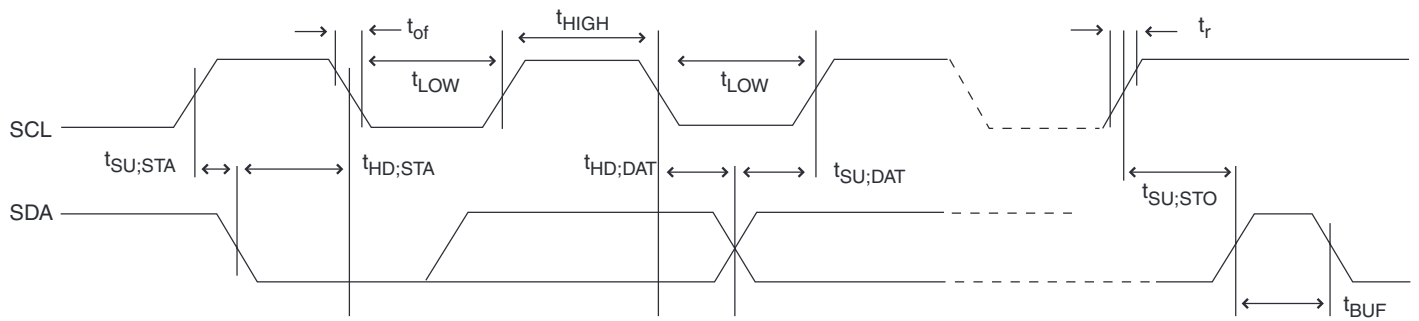 t_of
t_HIGH
t_r
t_LOW
t_LOW
SCL
t_SU;STA
t_HD;STA
t_HD;DAT
t_SU;DAT
t_SU;STO
SDA
t_BUF